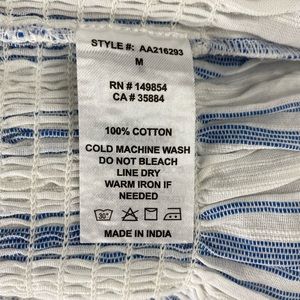 STYLE #: AA216293
M
RN # 149854
CA # 35884
100% COTTON
COLD MACHINE WASH
DO NOT BLEACH
LINE DRY
WARM IRON IF
NEEDED
30°
MADE IN INDIA